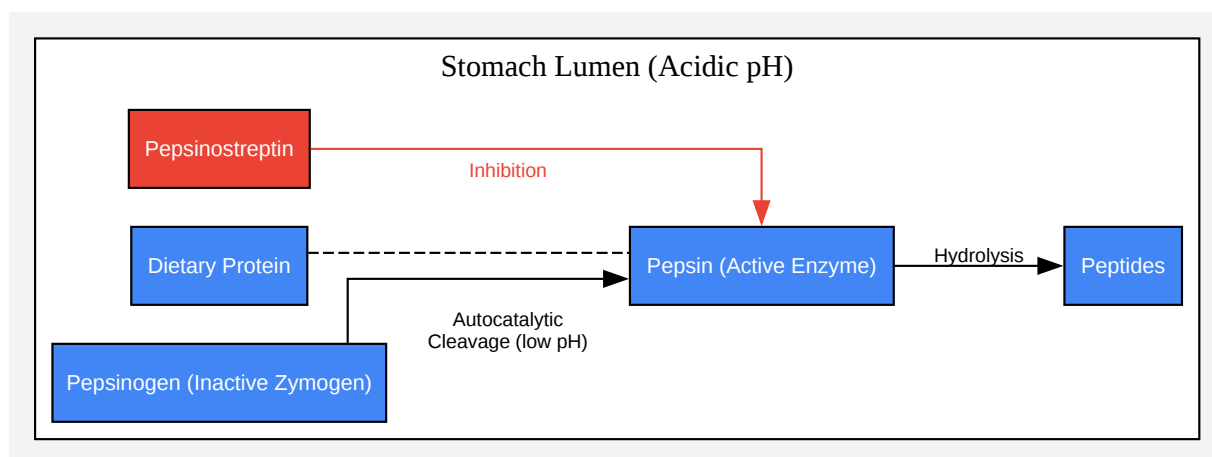 Stomach Lumen (Acidic pH)
Pepsinostreptin
Inhibition
Dietary Protein
Pepsin (Active Enzyme)
Hydrolysis
Peptides
Autocatalytic
Cleavage (low pH)
Pepsinogen (Inactive Zymogen)